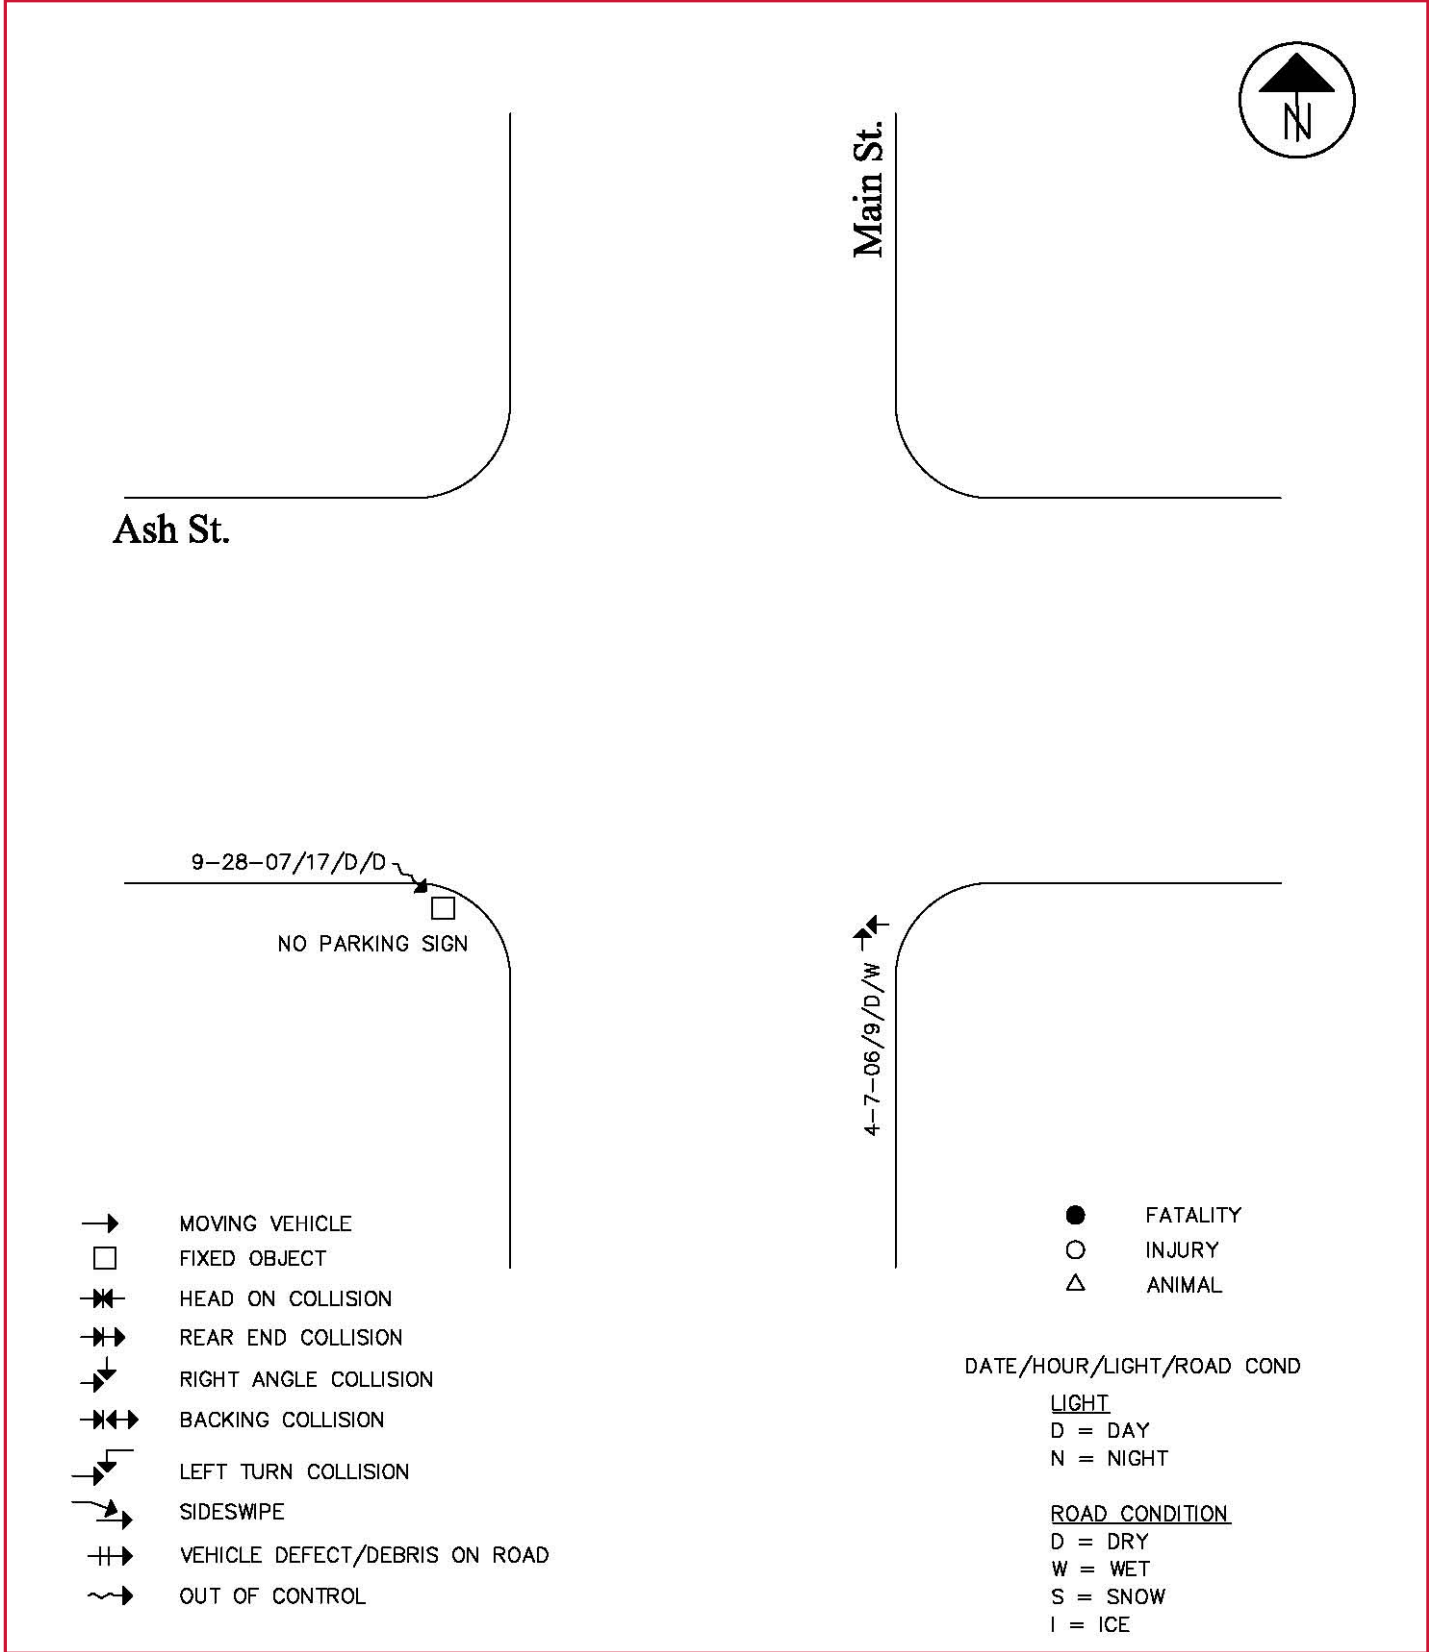 N
Main St.
Ash St.
9-28-07/17/D/D
NO PARKING SIGN
4-7-06/9/D/W
MOVING VEHICLE
FIXED OBJECT
HEAD ON COLLISION
REAR END COLLISION
RIGHT ANGLE COLLISION
BACKING COLLISION
LEFT TURN COLLISION
SIDESWIPE
VEHICLE DEFECT/DEBRIS ON ROAD
OUT OF CONTROL
FATALITY
INJURY
ANIMAL
DATE/HOUR/LIGHT/ROAD COND
LIGHT
D = DAY
N = NIGHT
ROAD CONDITION
D = DRY
W = WET
S = SNOW
I = ICE